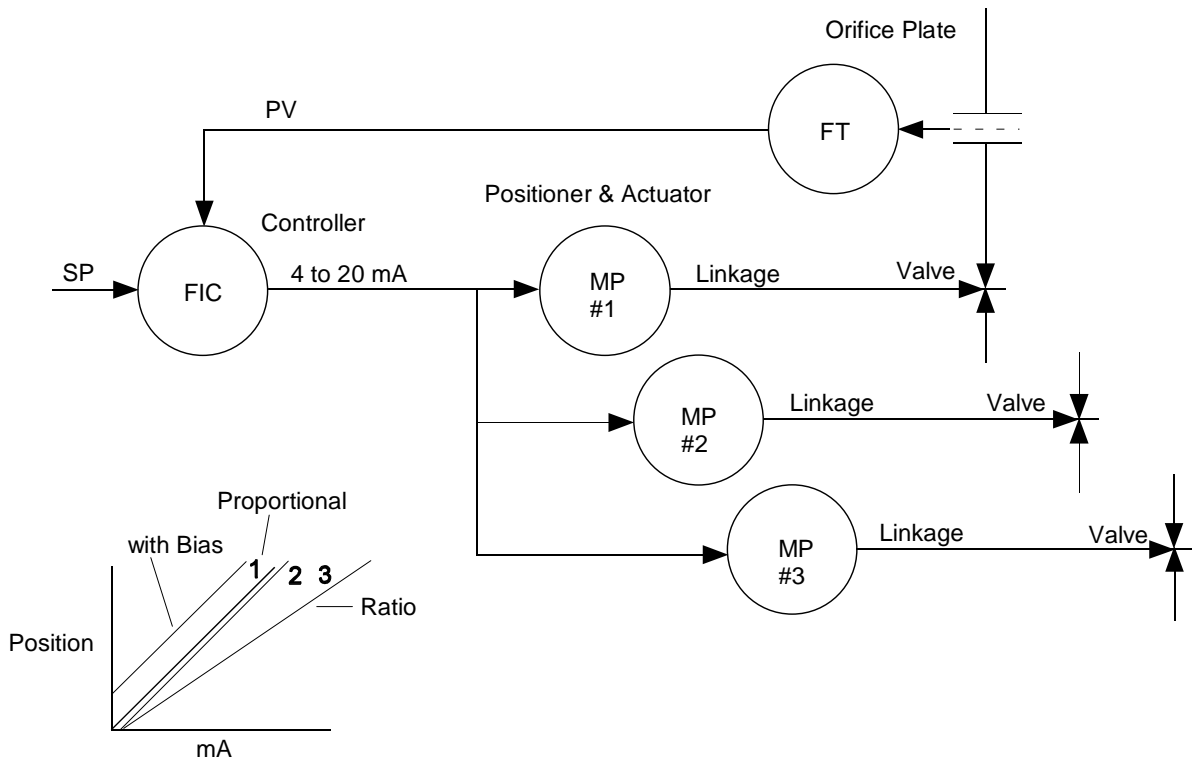 Orifice Plate
PV
FT
Positioner & Actuator
Controller
SP
FIC
4 to 20 mA
MP
#1
Linkage
Valve
MP
#2
Linkage
Valve
MP
#3
Linkage
Valve
Proportional
with Bias
1 2 3
Ratio
Position
mA